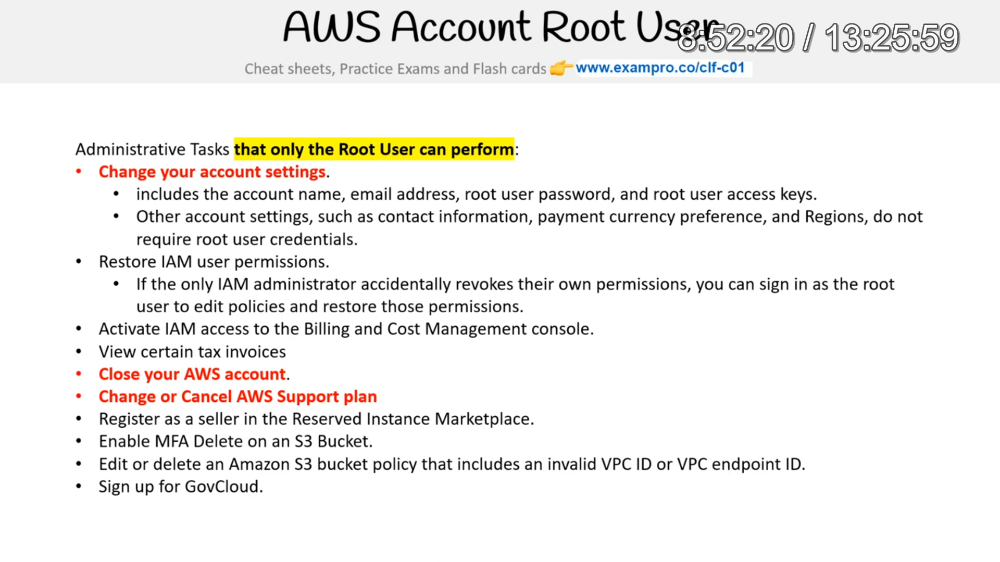 AWS Account Root User
8:52:20 / 13:25:59
Cheat sheets, Practice Exams and Flash cards 👉 www.exampro.co/clf-c01
Administrative Tasks that only the Root User can perform:
• Change your account settings.
• includes the account name, email address, root user password, and root user access keys.
• Other account settings, such as contact information, payment currency preference, and Regions, do not
require root user credentials.
• Restore IAM user permissions.
• If the only IAM administrator accidentally revokes their own permissions, you can sign in as the root
user to edit policies and restore those permissions.
• Activate IAM access to the Billing and Cost Management console.
• View certain tax invoices
• Close your AWS account.
• Change or Cancel AWS Support plan
• Register as a seller in the Reserved Instance Marketplace.
• Enable MFA Delete on an S3 Bucket.
• Edit or delete an Amazon S3 bucket policy that includes an invalid VPC ID or VPC endpoint ID.
• Sign up for GovCloud.